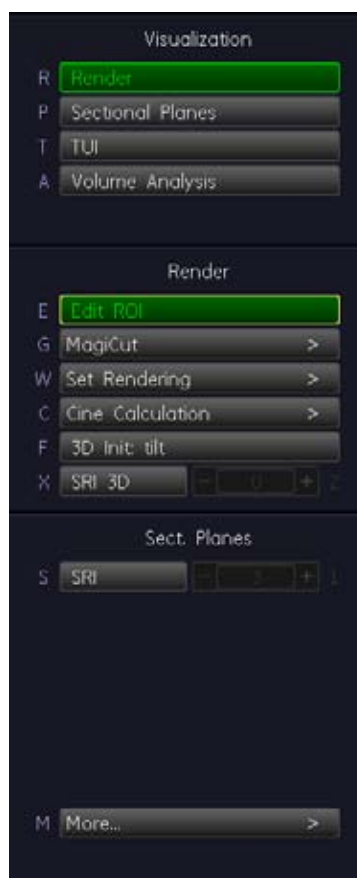 Visualization
R Render
P Sectional Planes
T TUI
A Volume Analysis
Render
E Edit ROI
G MagiCut >
W Set Rendering >
C Cine Calculation >
F 3D Init: tilt
X SRI 3D - 0 + Z
Sect. Planes
S SRI - 3 +
M More... >